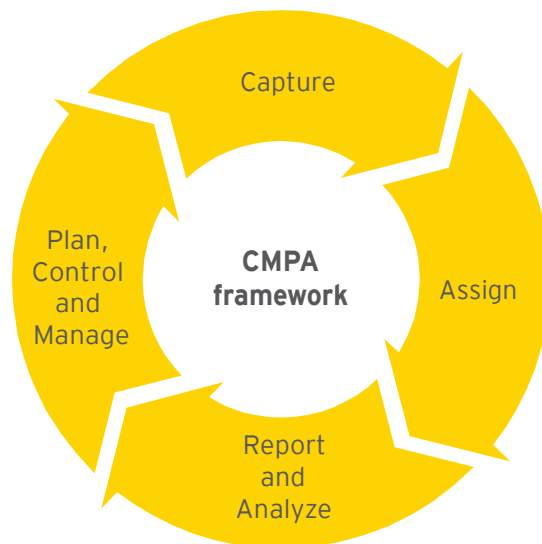 Capture
Plan,
Control
and
Manage
CMPA
framework
Assign
Report
and
Analyze